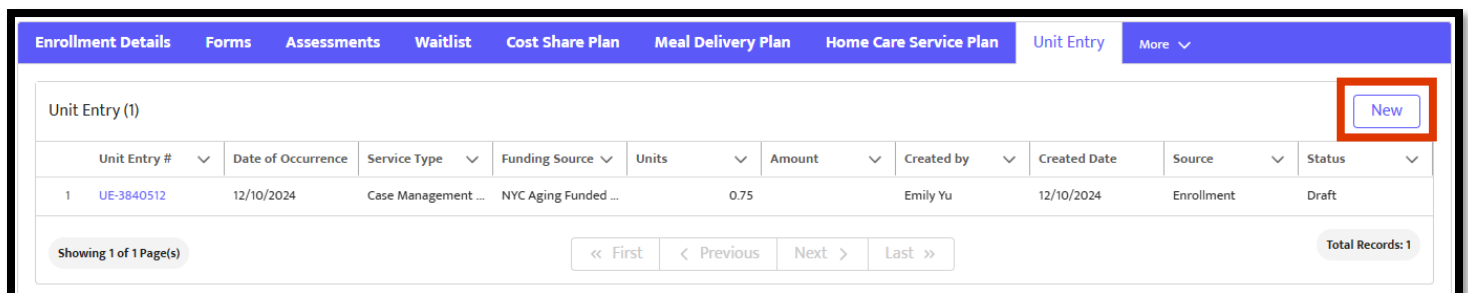 Enrollment Details Forms Assessments Waitlist Cost Share Plan Meal Delivery Plan Home Care Service Plan Unit Entry More
Unit Entry (1) New
Unit Entry # Date of Occurrence Service Type Funding Source Units Amount Created by Created Date Source Status
1 UE-3840512 12/10/2024 Case Management ... NYC Aging Funded ... 0.75 Emily Yu 12/10/2024 Enrollment Draft
Showing 1 of 1 Page(s) « First < Previous Next > Last » Total Records: 1